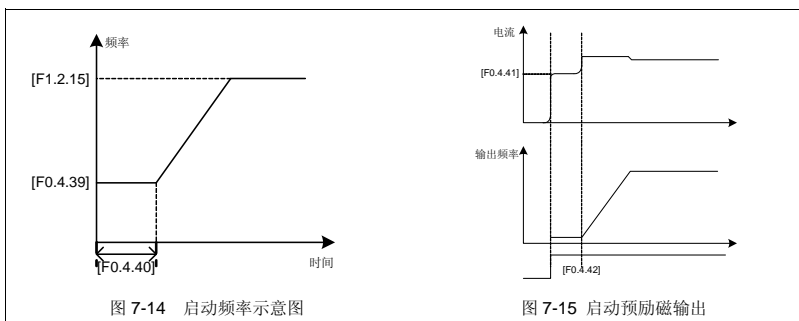 频率
[F1.2.15]
[F0.4.39]
[F0.4.40]
时间
图 7-14 启动频率示意图
电流
[F0.4.41]
输出频率
[F0.4.42]
图 7-15 启动预励磁输出